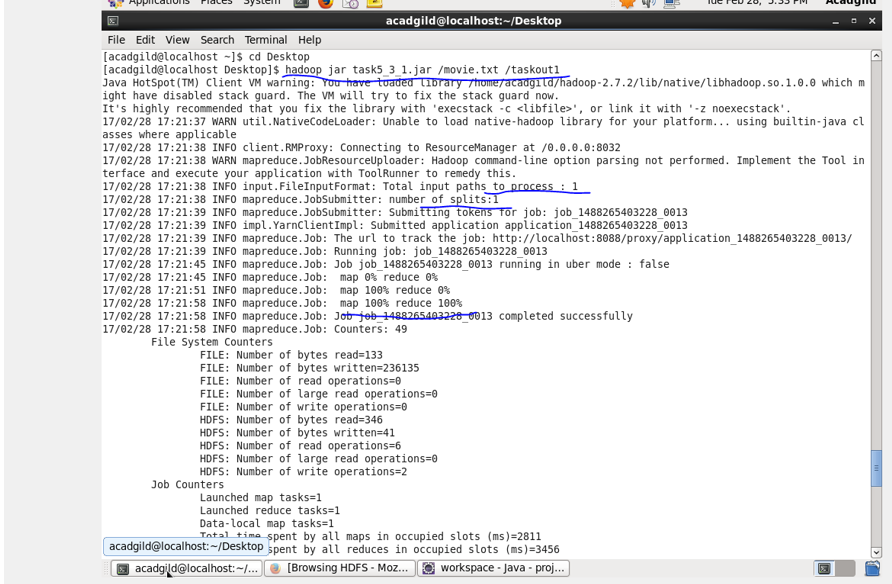 Applications Places System Tue Feb 28, 5:33 PM Acadgild
acadgild@localhost:~/Desktop
File Edit View Search Terminal Help
[acadgild@localhost ~]$ cd Desktop
[acadgild@localhost Desktop]$ hadoop jar task5_3_1.jar /movie.txt /taskout1
Java HotSpot(TM) Client VM warning: You have loaded library /home/acadgild/hadoop-2.7.2/lib/native/libhadoop.so.1.0.0 which m
ight have disabled stack guard. The VM will try to fix the stack guard now.
It's highly recommended that you fix the library with 'execstack -c <libfile>', or link it with '-z noexecstack'.
17/02/28 17:21:37 WARN util.NativeCodeLoader: Unable to load native-hadoop library for your platform... using builtin-java cl
asses where applicable
17/02/28 17:21:38 INFO client.RMProxy: Connecting to ResourceManager at /0.0.0.0:8032
17/02/28 17:21:38 WARN mapreduce.JobResourceUploader: Hadoop command-line option parsing not performed. Implement the Tool in
terface and execute your application with ToolRunner to remedy this.
17/02/28 17:21:38 INFO input.FileInputFormat: Total input paths to process : 1
17/02/28 17:21:38 INFO mapreduce.JobSubmitter: number of splits:1
17/02/28 17:21:39 INFO mapreduce.JobSubmitter: Submitting tokens for job: job_1488265403228_0013
17/02/28 17:21:39 INFO impl.YarnClientImpl: Submitted application application_1488265403228_0013
17/02/28 17:21:39 INFO mapreduce.Job: The url to track the job: http://localhost:8088/proxy/application_1488265403228_0013/
17/02/28 17:21:39 INFO mapreduce.Job: Running job: job_1488265403228_0013
17/02/28 17:21:45 INFO mapreduce.Job: Job job_1488265403228_0013 running in uber mode : false
17/02/28 17:21:45 INFO mapreduce.Job:  map 0% reduce 0%
17/02/28 17:21:51 INFO mapreduce.Job:  map 100% reduce 0%
17/02/28 17:21:58 INFO mapreduce.Job:  map 100% reduce 100%
17/02/28 17:21:58 INFO mapreduce.Job: Job job_1488265403228_0013 completed successfully
17/02/28 17:21:58 INFO mapreduce.Job: Counters: 49
File System Counters
FILE: Number of bytes read=133
FILE: Number of bytes written=236135
FILE: Number of read operations=0
FILE: Number of large read operations=0
FILE: Number of write operations=0
HDFS: Number of bytes read=346
HDFS: Number of bytes written=41
HDFS: Number of read operations=6
HDFS: Number of large read operations=0
HDFS: Number of write operations=2
Job Counters
Launched map tasks=1
Launched reduce tasks=1
Data-local map tasks=1
Total time spent by all maps in occupied slots (ms)=2811
spent by all reduces in occupied slots (ms)=3456
acadgild@localhost:~/Desktop
acadgild@localhost:~/... [Browsing HDFS - Moz... workspace - Java - proj...